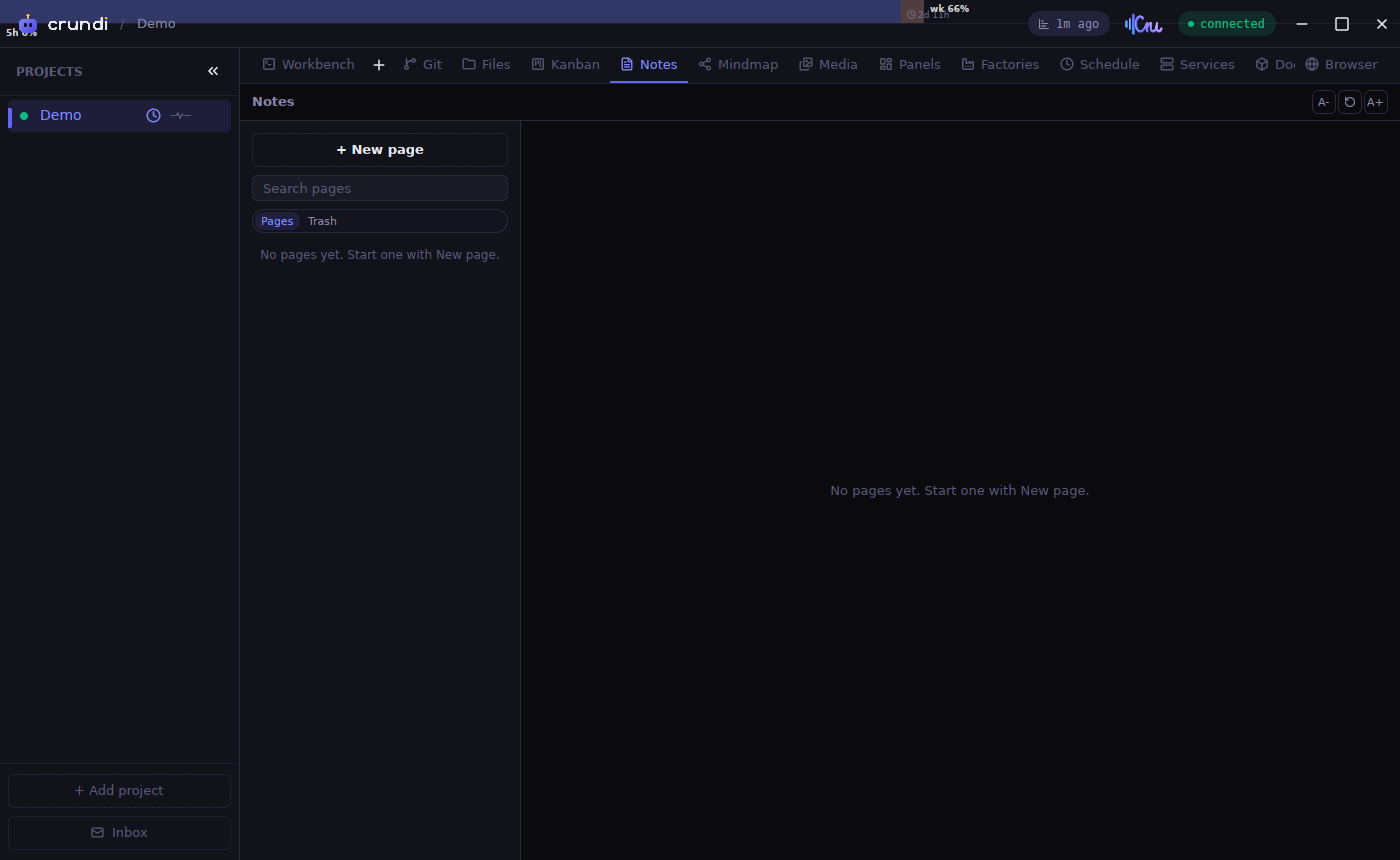 wk 66%
2d 11h
crundi / Demo
1m ago
Cru
connected
PROJECTS
Workbench
Git
Files
Kanban
Notes
Mindmap
Media
Panels
Factories
Schedule
Services
Browser
Demo
Notes
A-
A+
+ New page
Search pages
Pages
Trash
No pages yet. Start one with New page.
No pages yet. Start one with New page.
+ Add project
Inbox